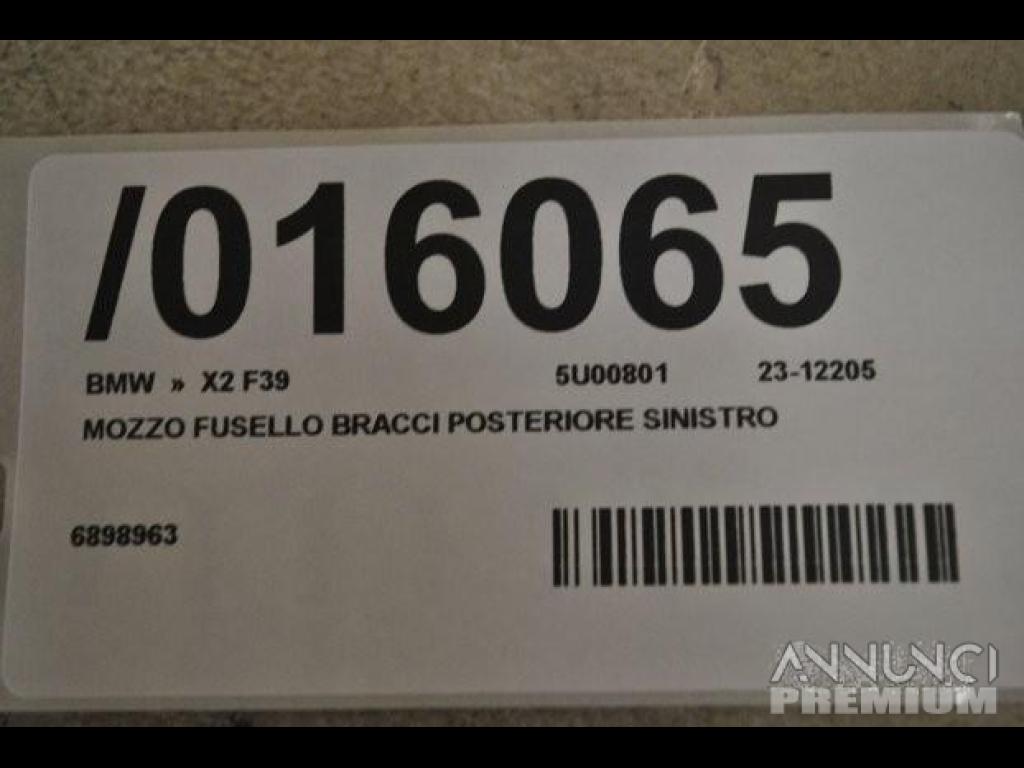 /016065
BMW » X2 F39 5U00801 23-12205
MOZZO FUSELLO BRACCI POSTERIORE SINISTRO
6898963
ANNUNCI
PREMIUM